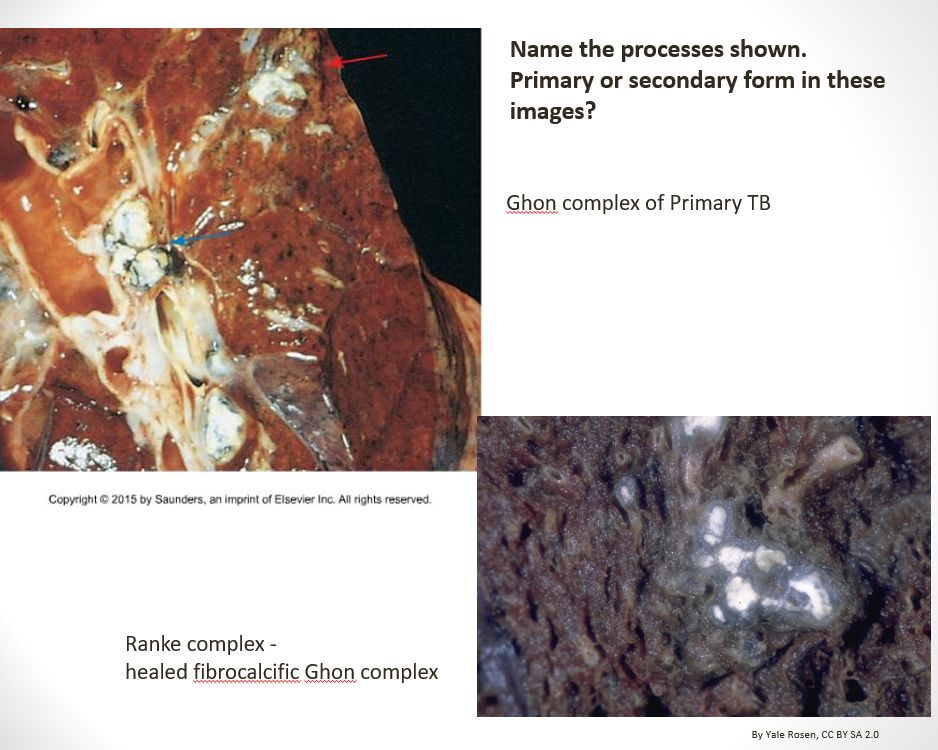 Name the processes shown.
Primary or secondary form in these
images?
Ghon complex of Primary TB
Copyright © 2015 by Saunders, an imprint of Elsevier Inc. All rights reserved.
Ranke complex -
healed fibrocalcific Ghon complex
By Yale Rosen, CC BY SA 2.0